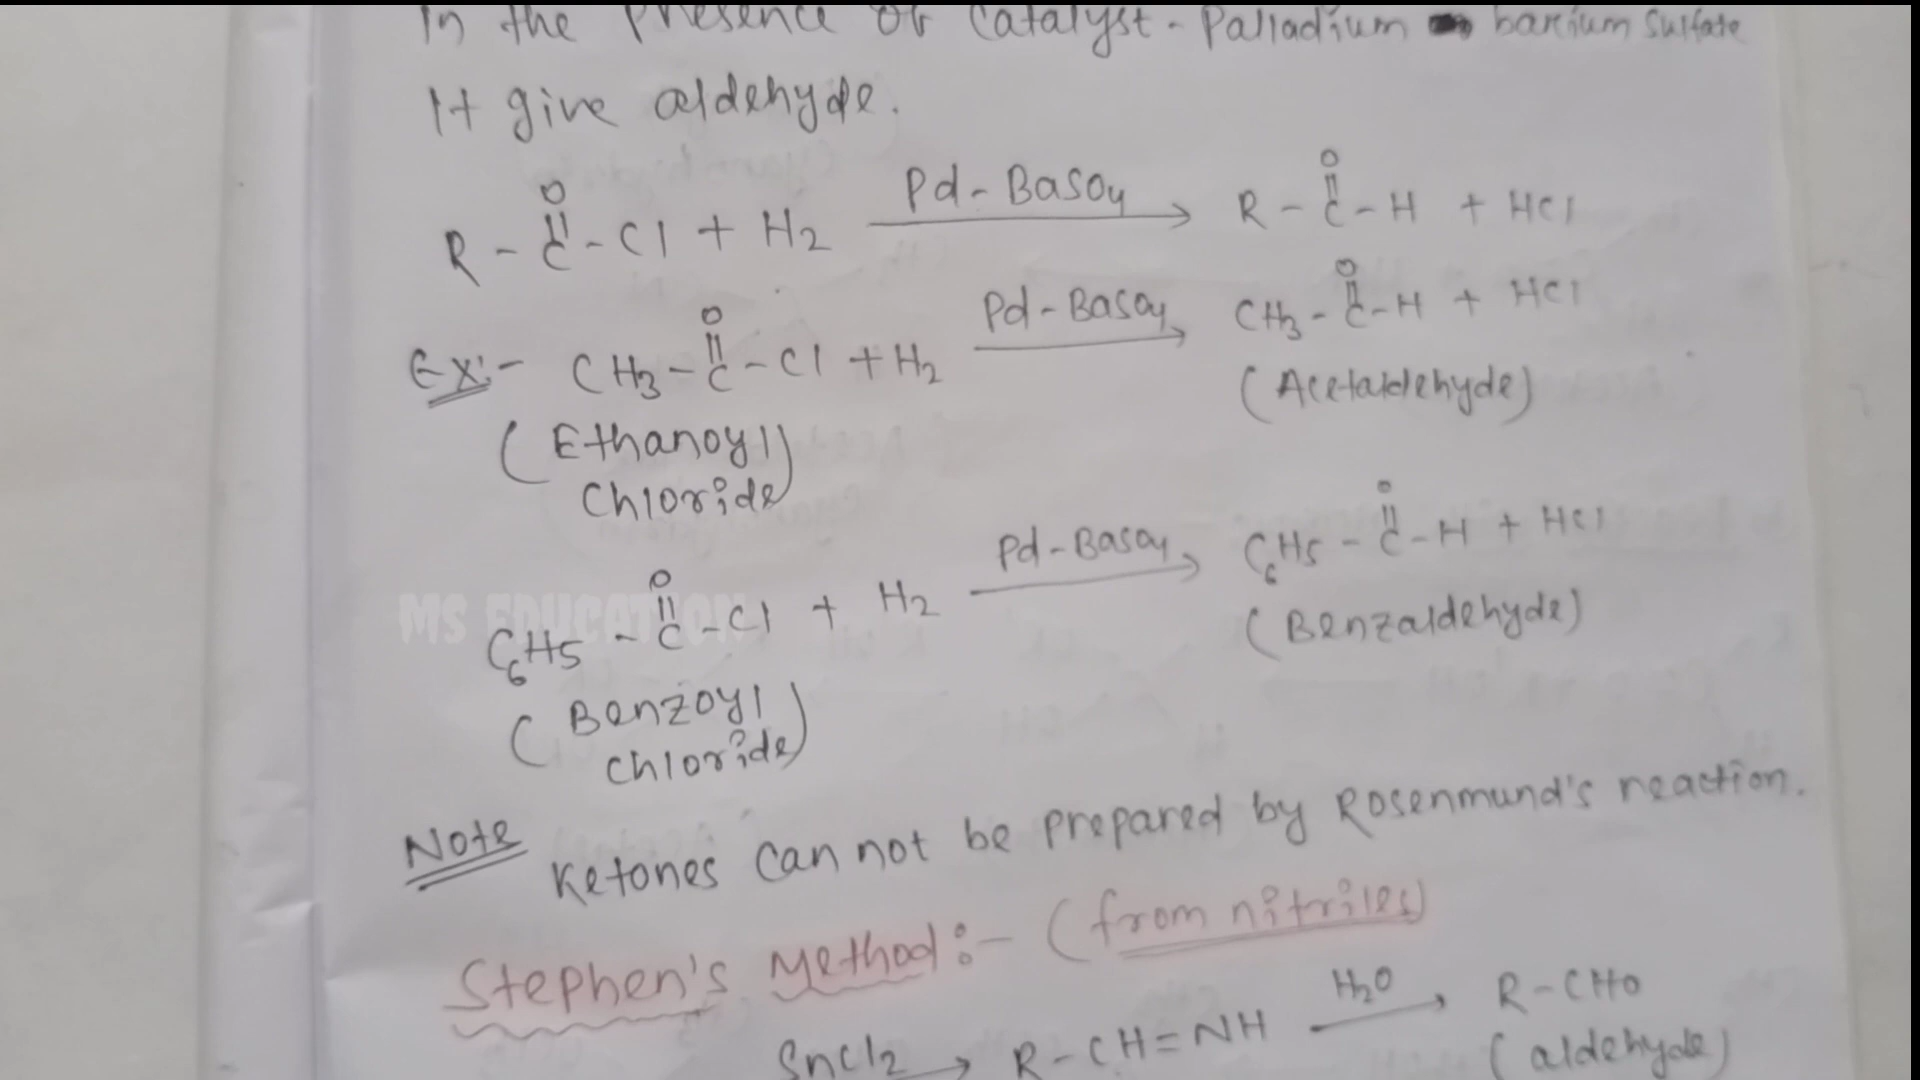 In the presence of catalyst - Palladium barium sulfate
It give aldehyde.
R - C(=O) - Cl + H2 —Pd-BaSO4→ R - C(=O) - H + HCl
Ex:- CH3 - C(=O) - Cl + H2 —Pd-BaSO4→ CH3 - C(=O) - H + HCl
(Ethanoyl Chloride) (Acetaldehyde)
C6H5 - C(=O) - Cl + H2 —Pd-BaSO4→ C6H5 - C(=O) - H + HCl
MS EDUCATION
(Benzoyl chloride) (Benzaldehyde)
Note Ketones can not be prepared by Rosenmund's reaction.
Stephen's Method:- (from nitriles)
SnCl2 → R-CH=NH —H2O→ R-CHO
(aldehyde)